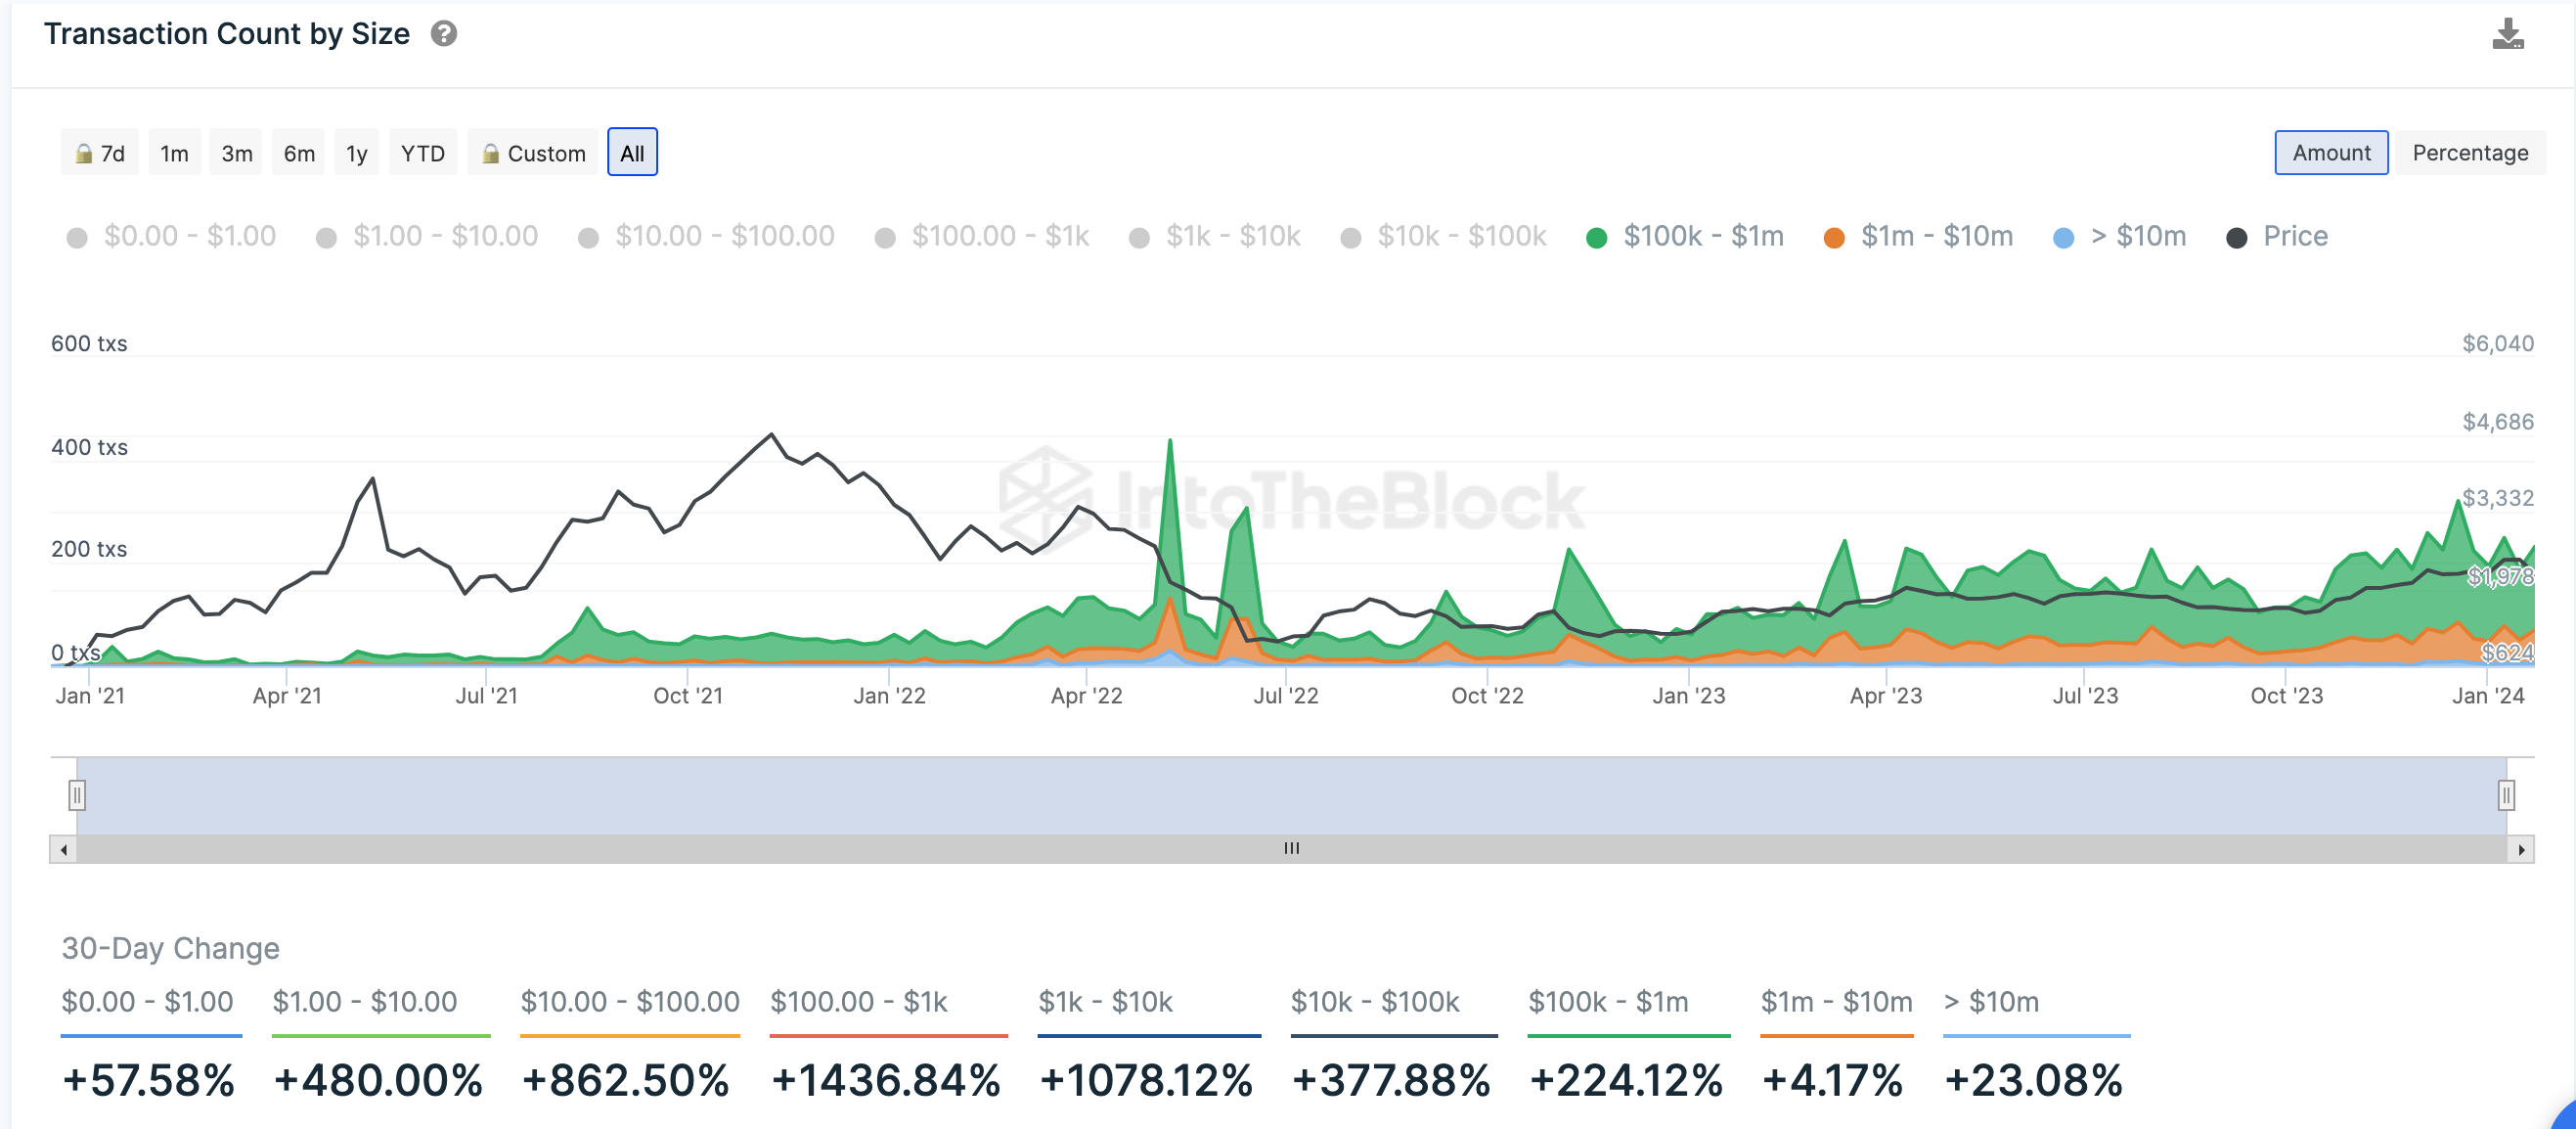 Transaction Count by Size ?
7d 1m 3m 6m 1y YTD Custom All Amount Percentage
$0.00 - $1.00 $1.00 - $10.00 $10.00 - $100.00 $100.00 - $1k $1k - $10k $10k - $100k $100k - $1m $1m - $10m > $10m Price
600 txs $6,040
$4,686
400 txs
IntoTheBlock $3,332
200 txs
$1,978
0 txs $624
Jan '21 Apr '21 Jul '21 Oct '21 Jan '22 Apr '22 Jul '22 Oct '22 Jan '23 Apr '23 Jul '23 Oct '23 Jan '24
30-Day Change
$0.00 - $1.00 $1.00 - $10.00 $10.00 - $100.00 $100.00 - $1k $1k - $10k $10k - $100k $100k - $1m $1m - $10m > $10m
+57.58% +480.00% +862.50% +1436.84% +1078.12% +377.88% +224.12% +4.17% +23.08%